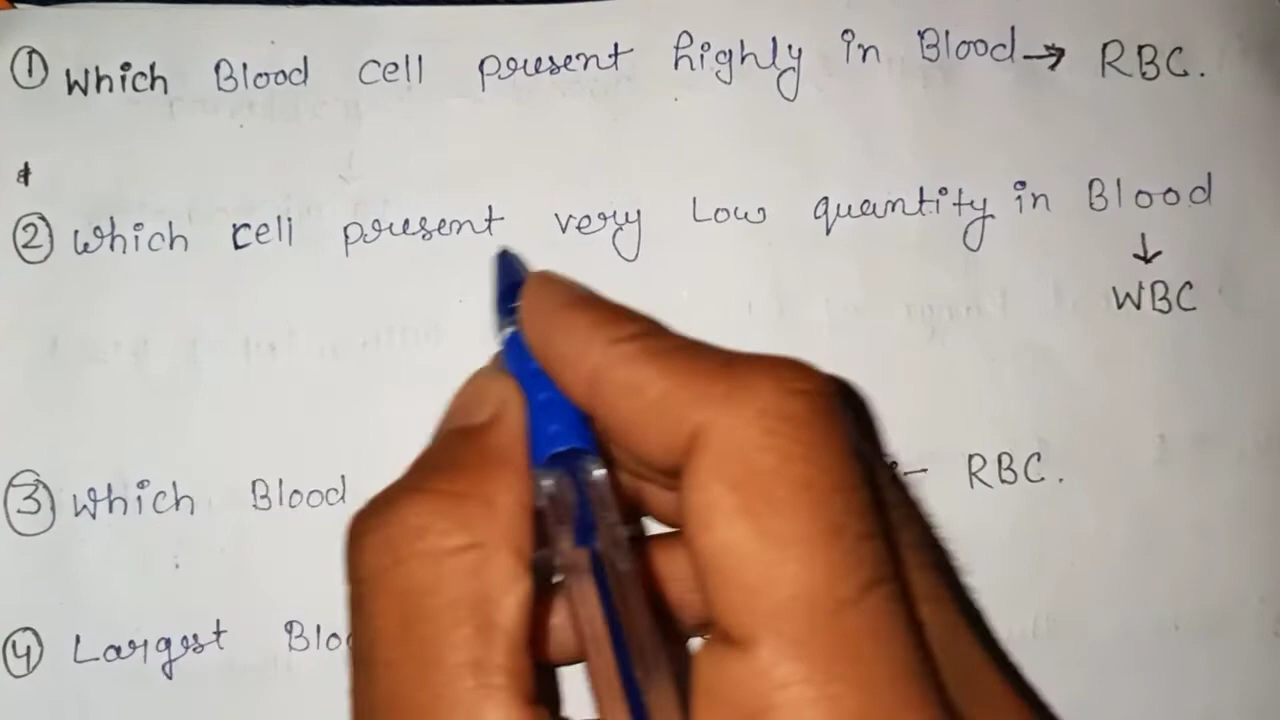 ① Which Blood cell present highly in Blood → RBC.
② Which cell present very Low quantity in Blood
↓
WBC
③ Which Blood - RBC.
④ Largest